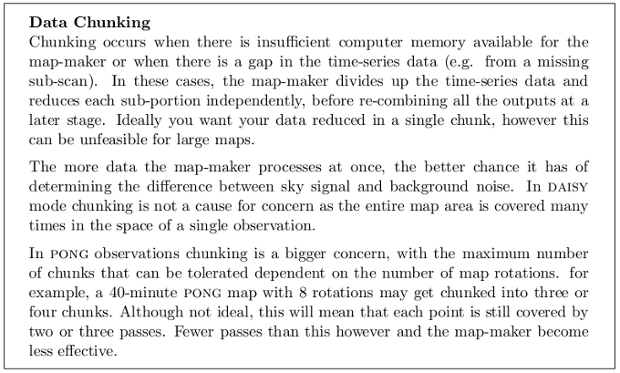 Data Chunking
Chunking occurs when there is insufficient computer memory available for the
map-maker or when there is a gap in the time-series data (e.g. from a missing
sub-scan). In these cases, the map-maker divides up the time-series data and
reduces each sub-portion independently, before re-combining all the outputs at a
later stage. Ideally you want your data reduced in a single chunk, however this
can be unfeasible for large maps.
The more data the map-maker processes at once, the better chance it has of
determining the difference between sky signal and background noise. In DAISY
mode chunking is not a cause for concern as the entire map area is covered many
times in the space of a single observation.
In PONG observations chunking is a bigger concern, with the maximum number
of chunks that can be tolerated dependent on the number of map rotations. for
example, a 40-minute PONG map with 8 rotations may get chunked into three or
four chunks. Although not ideal, this will mean that each point is still covered by
two or three passes. Fewer passes than this however and the map-maker become
less effective.